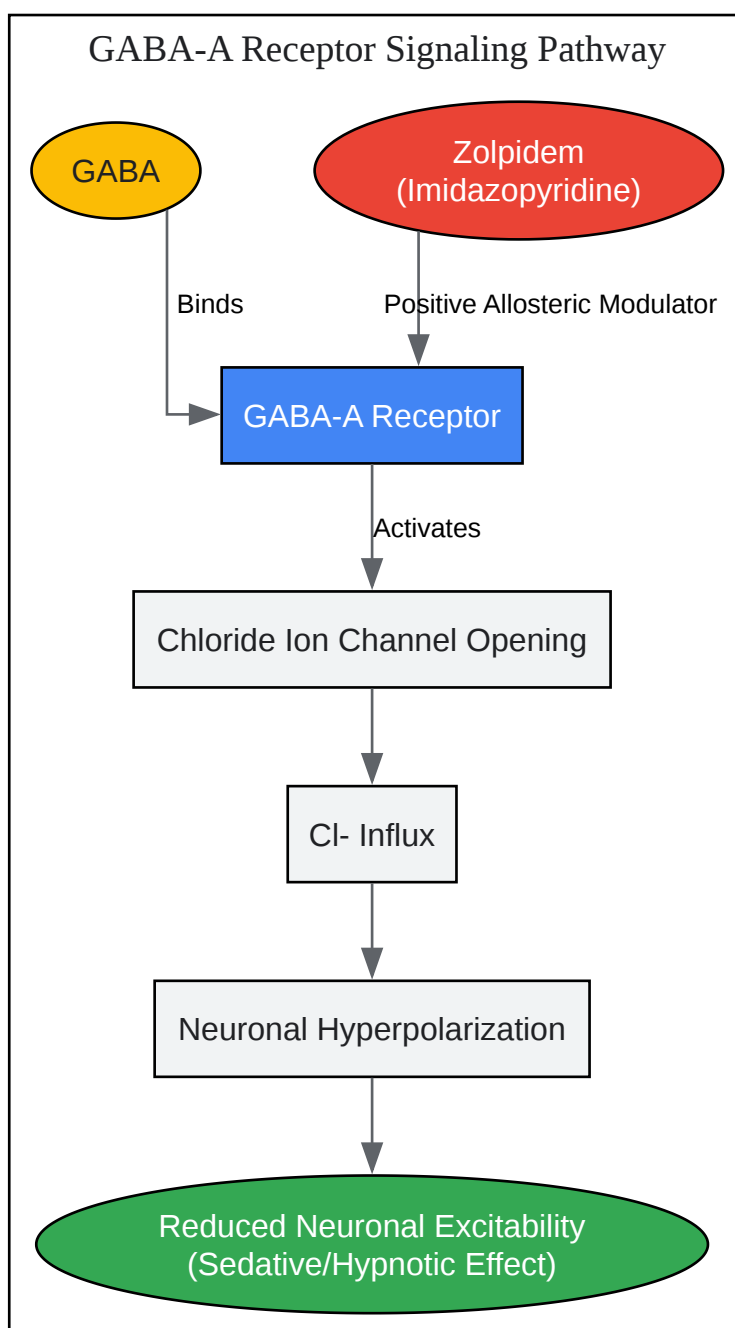 GABA-A Receptor Signaling Pathway
GABA
Zolpidem
(Imidazopyridine)
Binds
Positive Allosteric Modulator
GABA-A Receptor
Activates
Chloride Ion Channel Opening
Cl- Influx
Neuronal Hyperpolarization
Reduced Neuronal Excitability
(Sedative/Hypnotic Effect)